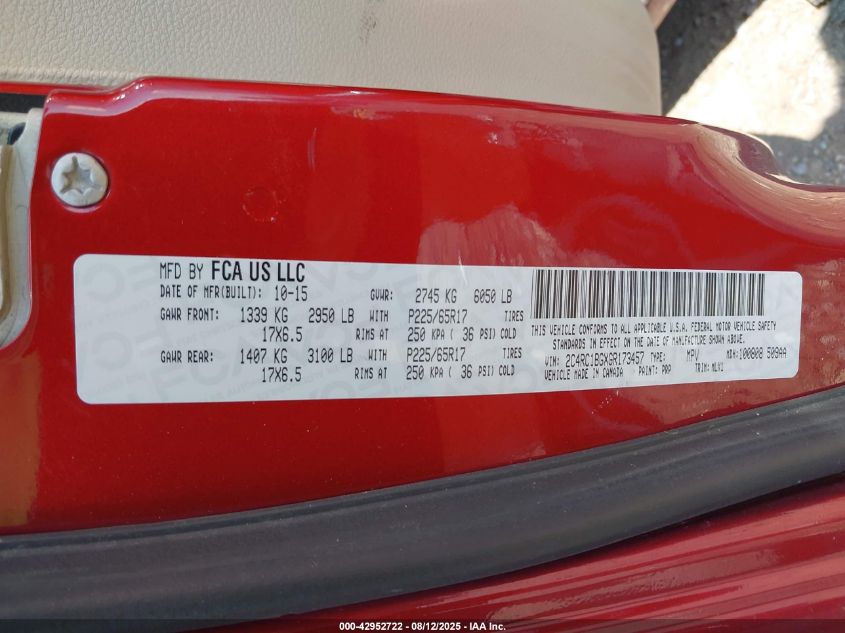 MFD BY FCA US LLC
DATE OF MFR(BUILT): 10-15 GVWR: 2745 KG 6050 LB
GAWR FRONT: 1339 KG 2950 LB WITH P225/65R17 TIRES
17X6.5 RIMS AT 250 KPA ( 36 PSI) COLD
GAWR REAR: 1407 KG 3100 LB WITH P225/65R17 TIRES
17X6.5 RIMS AT 250 KPA ( 36 PSI) COLD
THIS VEHICLE CONFORMS TO ALL APPLICABLE U.S.A. FEDERAL MOTOR VEHICLE SAFETY
STANDARDS IN EFFECT ON THE DATE OF MANUFACTURE SHOWN ABOVE.
VIN: 2C4RC1BGXGR173457 TYPE: MPV MDH: 100808 509AA
VEHICLE MADE IN CANADA PAINT: PRP TRIM: MLV1
000-42952722 - 08/12/2025 - IAA Inc.